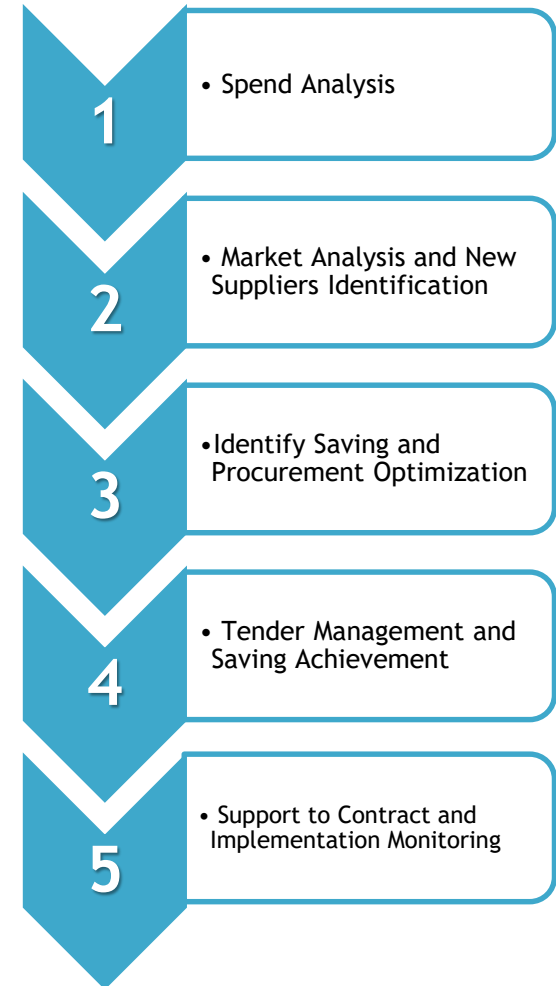 1
• Spend Analysis
2
• Market Analysis and New
Suppliers Identification
3
•Identify Saving and
Procurement Optimization
4
• Tender Management and
Saving Achievement
5
• Support to Contract and
Implementation Monitoring